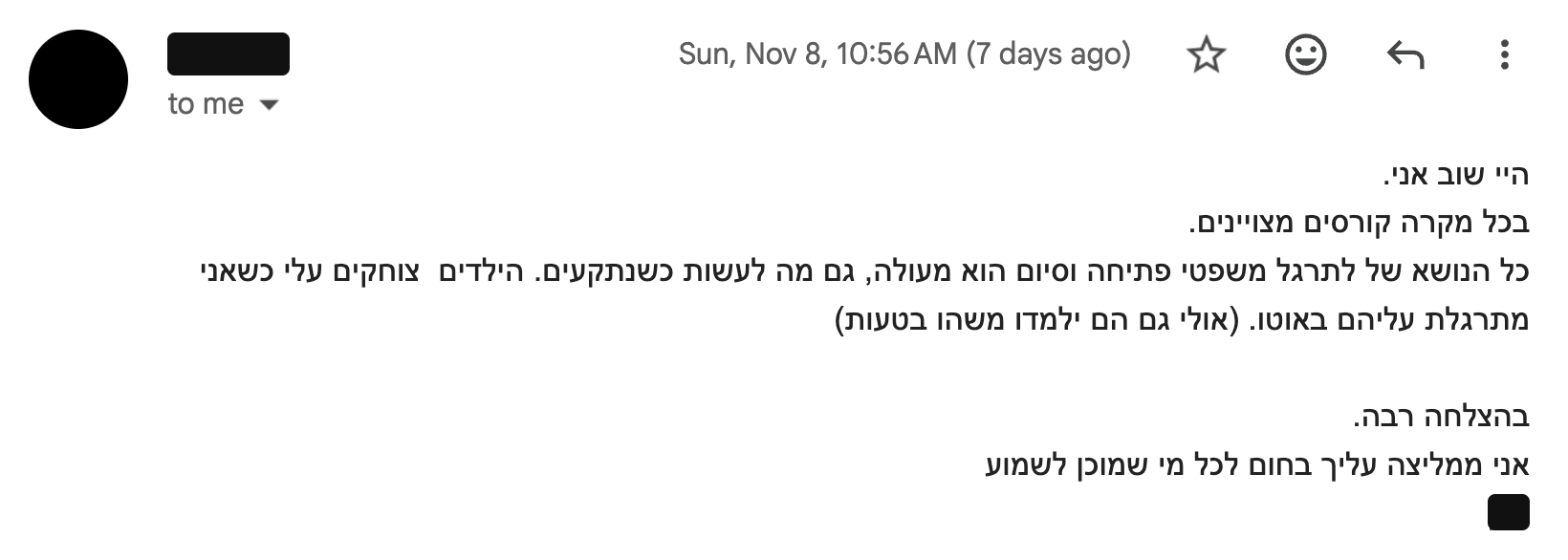 Sun, Nov 8, 10:56 AM (7 days ago)
to me
היי שוב אני.
בכל מקרה קורסים מצויינים.
כל הנושא של לתרגל משפטי פתיחה וסיום הוא מעולה, גם מה לעשות כשנתקעים. הילדים  צוחקים עלי כשאני
מתרגלת עליהם באוטו. (אולי גם הם ילמדו משהו בטעות)
בהצלחה רבה.
אני ממליצה עליך בחום לכל מי שמוכן לשמוע